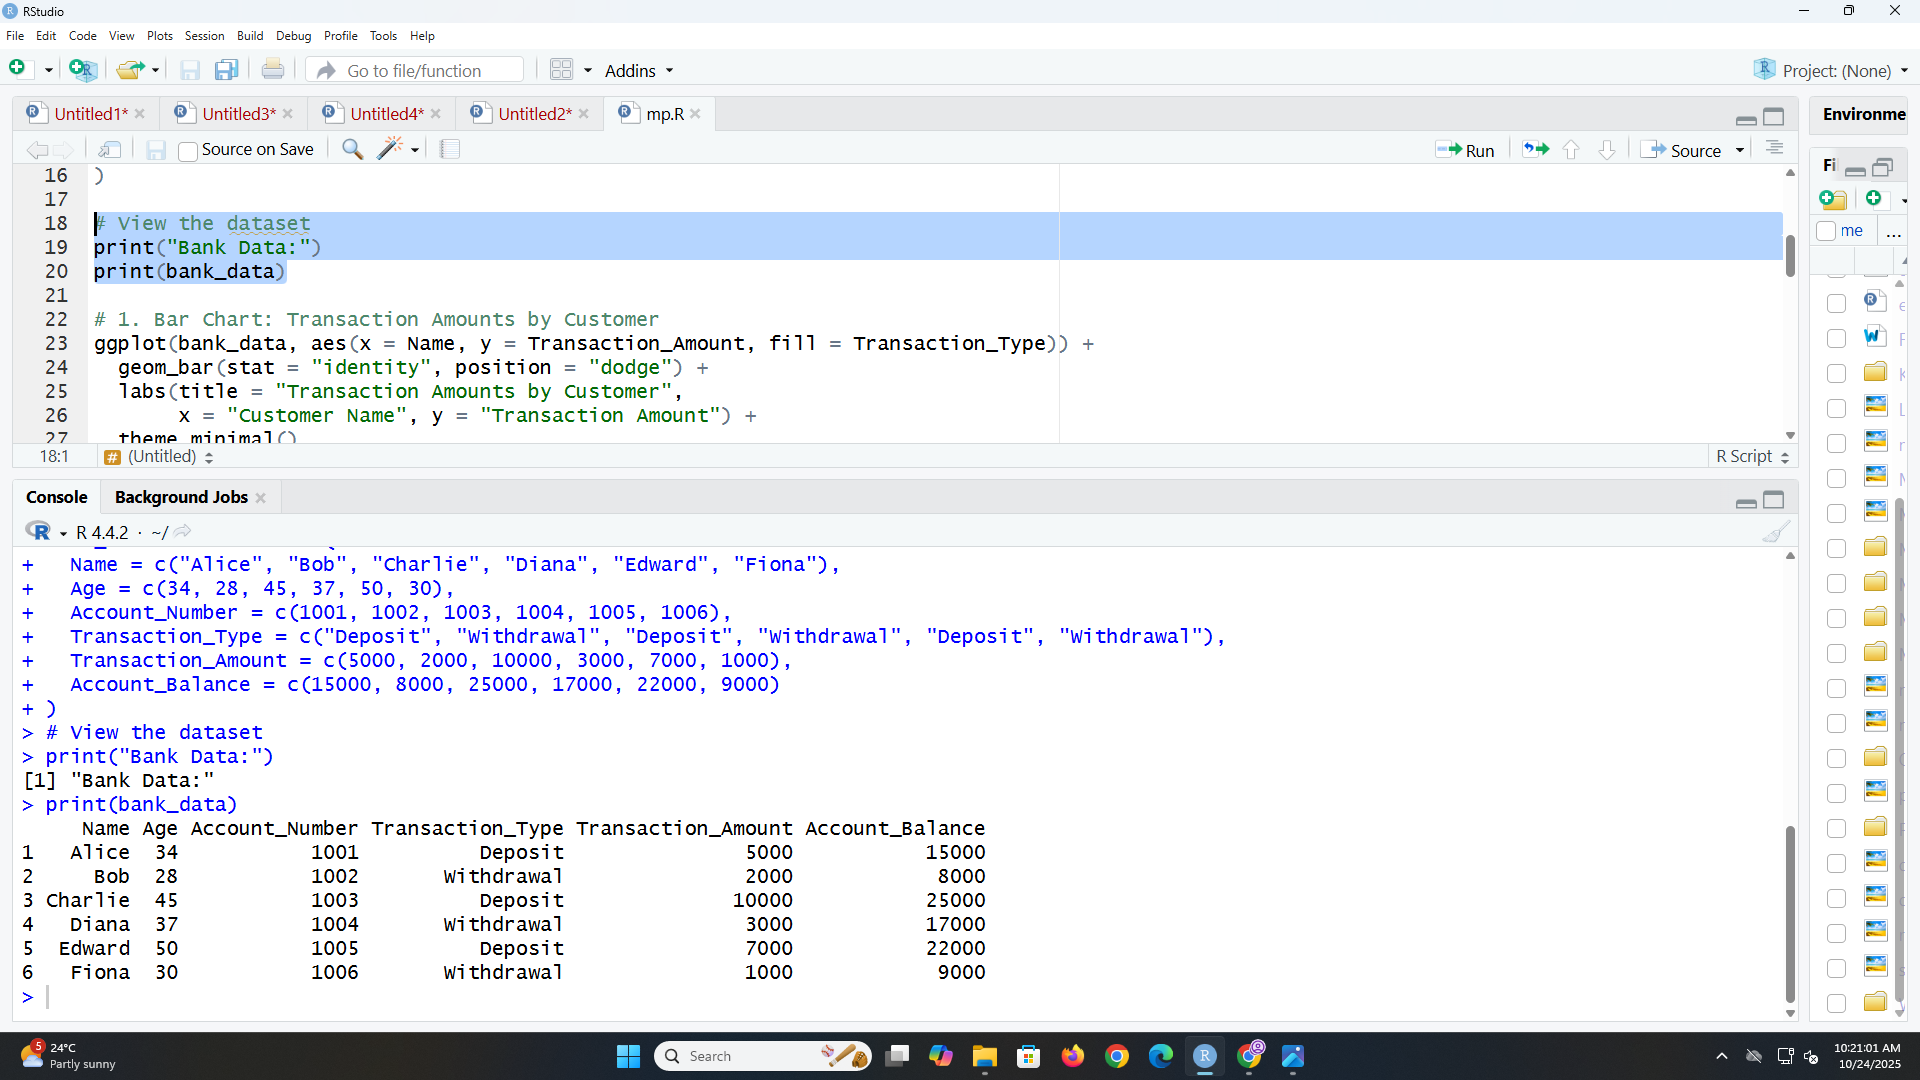 RStudio
File Edit Code View Plots Session Build Debug Profile Tools Help
Go to file/function
Addins
Project: (None)
Untitled1* Untitled3* Untitled4* Untitled2* mp.R
Source on Save
Run
Source
16 )
17
18 # View the dataset
19 print("Bank Data:")
20 print(bank_data)
21
22 # 1. Bar Chart: Transaction Amounts by Customer
23 ggplot(bank_data, aes(x = Name, y = Transaction_Amount, fill = Transaction_Type)) +
24 geom_bar(stat = "identity", position = "dodge") +
25 labs(title = "Transaction Amounts by Customer",
26 x = "Customer Name", y = "Transaction Amount") +
27 theme_minimal()
18:1 # (Untitled)
R Script
Console Background Jobs
R 4.4.2 · ~/
+ Name = c("Alice", "Bob", "Charlie", "Diana", "Edward", "Fiona"),
+ Age = c(34, 28, 45, 37, 50, 30),
+ Account_Number = c(1001, 1002, 1003, 1004, 1005, 1006),
+ Transaction_Type = c("Deposit", "Withdrawal", "Deposit", "Withdrawal", "Deposit", "Withdrawal"),
+ Transaction_Amount = c(5000, 2000, 10000, 3000, 7000, 1000),
+ Account_Balance = c(15000, 8000, 25000, 17000, 22000, 9000)
+ )
> # View the dataset
> print("Bank Data:")
[1] "Bank Data:"
> print(bank_data)
Name Age Account_Number Transaction_Type Transaction_Amount Account_Balance
1 Alice 34 1001 Deposit 5000 15000
2 Bob 28 1002 Withdrawal 2000 8000
3 Charlie 45 1003 Deposit 10000 25000
4 Diana 37 1004 Withdrawal 3000 17000
5 Edward 50 1005 Deposit 7000 22000
6 Fiona 30 1006 Withdrawal 1000 9000
>
Environme
Fi
me ...
5
24°C
Partly sunny
Search
10:21:01 AM
10/24/2025